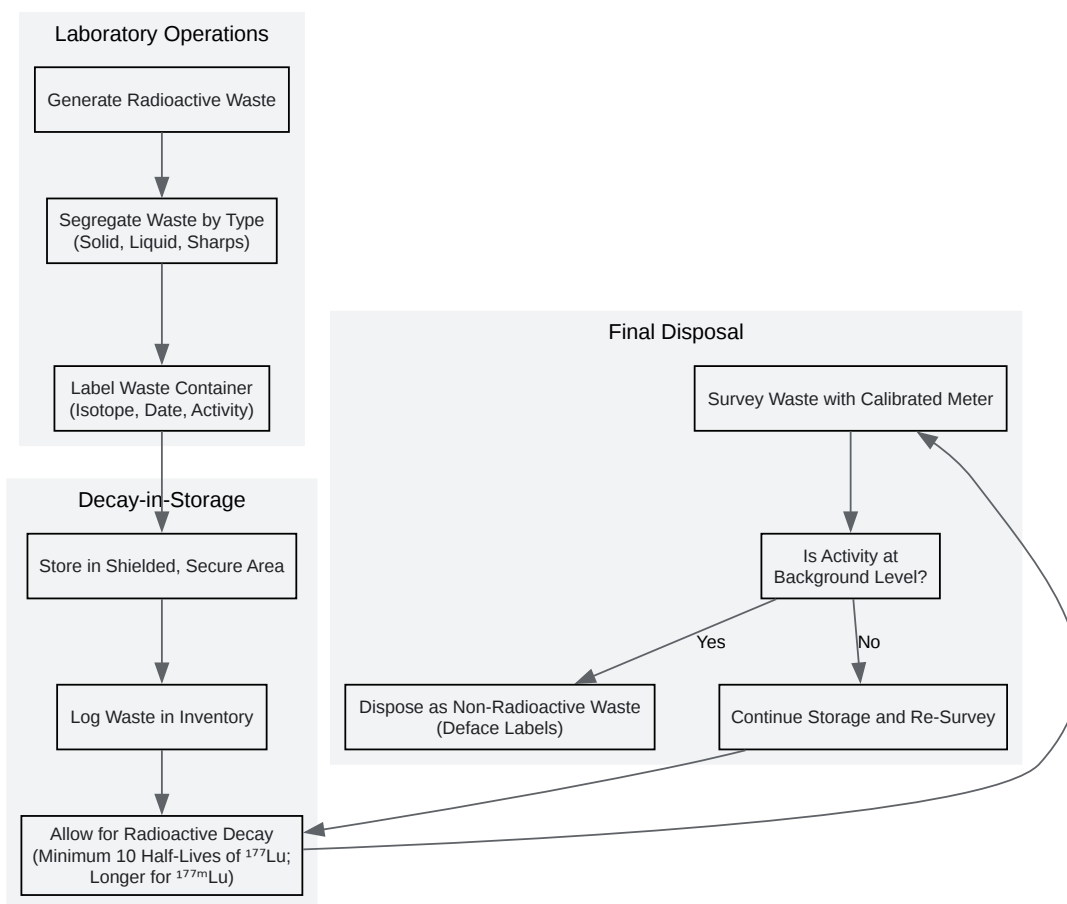 Laboratory Operations
Generate Radioactive Waste
Segregate Waste by Type
(Solid, Liquid, Sharps)
Label Waste Container
(Isotope, Date, Activity)
Decay-in-Storage
Store in Shielded, Secure Area
Log Waste in Inventory
Allow for Radioactive Decay
(Minimum 10 Half-Lives of ¹⁷⁷Lu;
Longer for ¹⁷⁷ᵐLu)
Final Disposal
Survey Waste with Calibrated Meter
Is Activity at
Background Level?
Yes
No
Dispose as Non-Radioactive Waste
(Deface Labels)
Continue Storage and Re-Survey